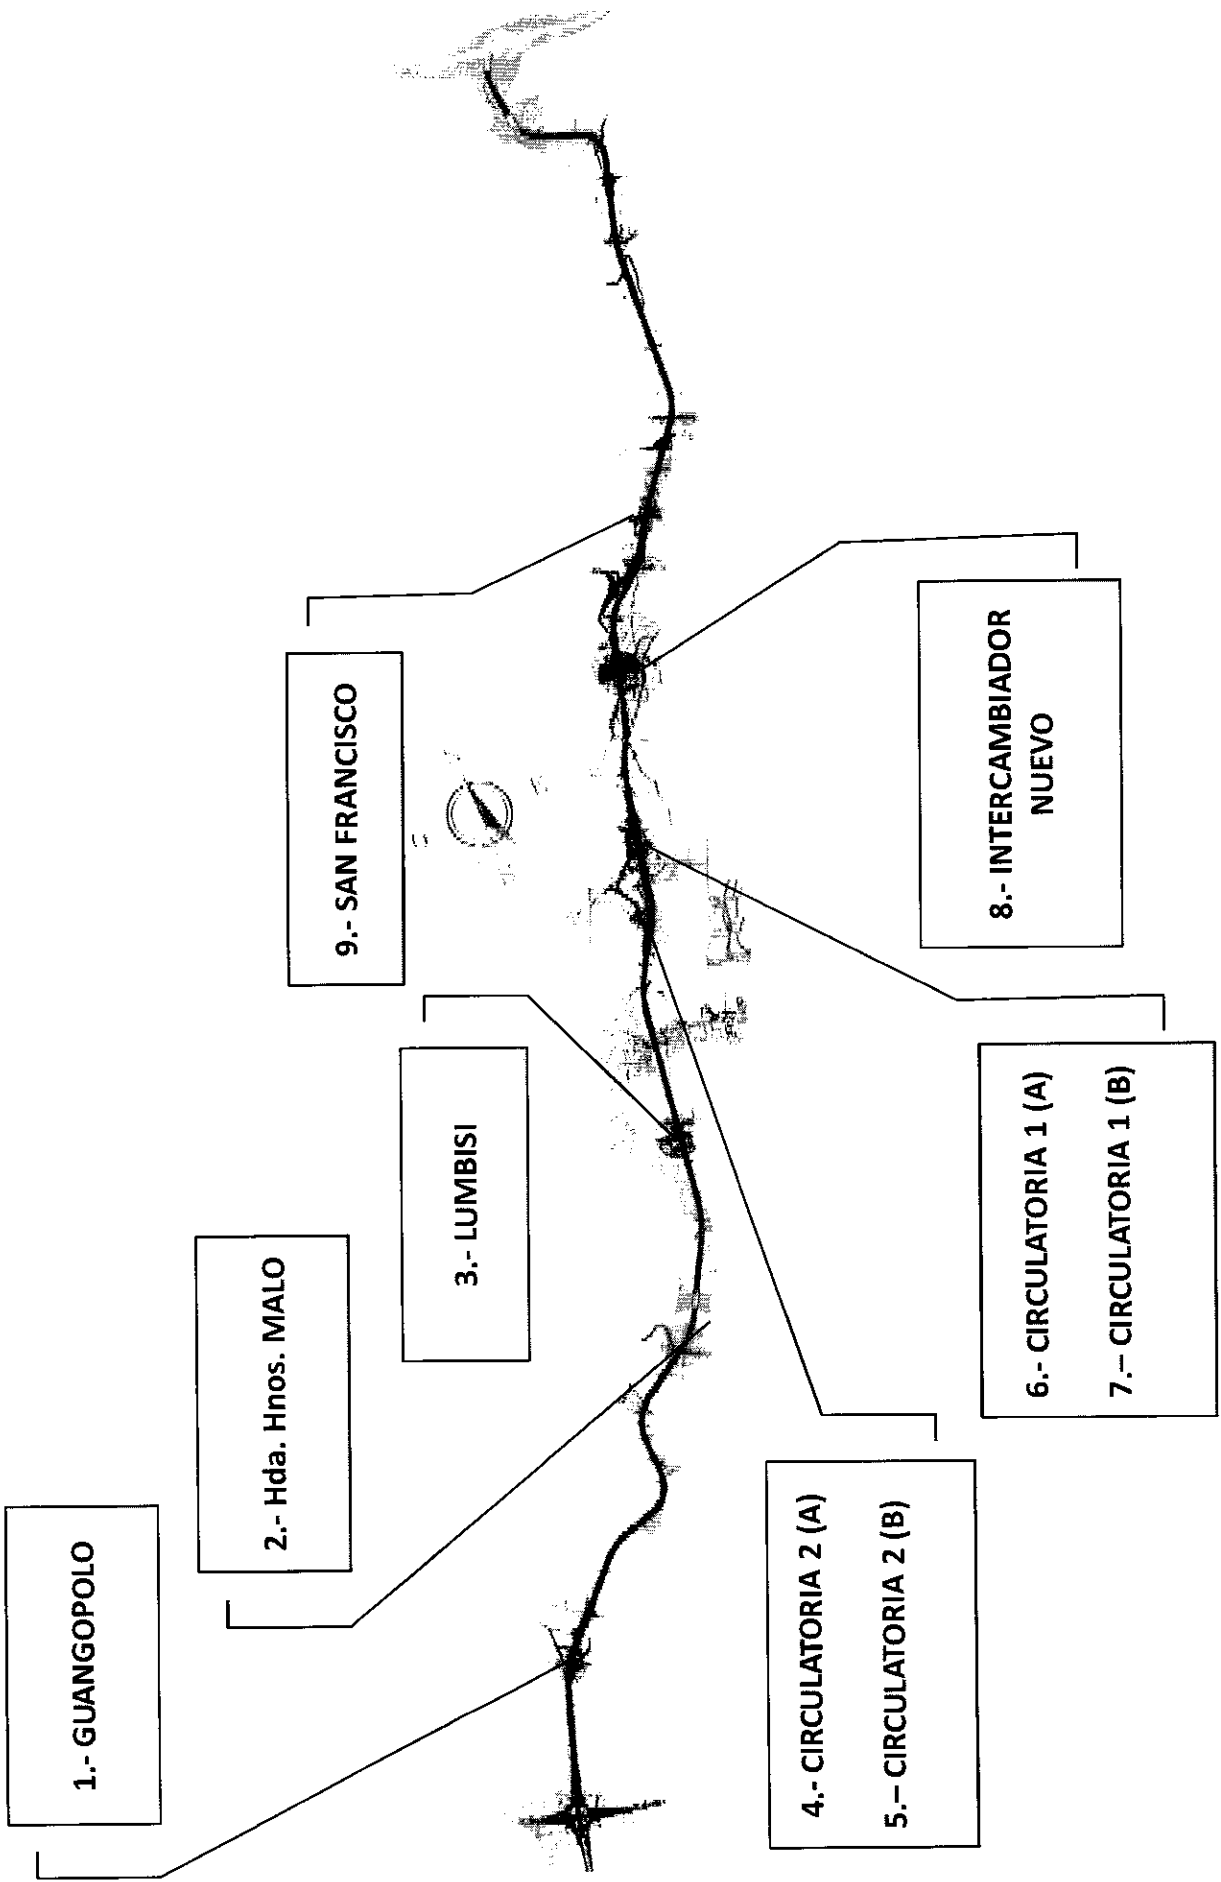 1.- GUANGOPOLO
2.- Hda. Hnos. MALO
3.- LUMBISI
9.- SAN FRANCISCO
4.- CIRCULATORIA 2 (A)
5.– CIRCULATORIA 2 (B)
6.- CIRCULATORIA 1 (A)
7.– CIRCULATORIA 1 (B)
8.- INTERCAMBIADOR
NUEVO